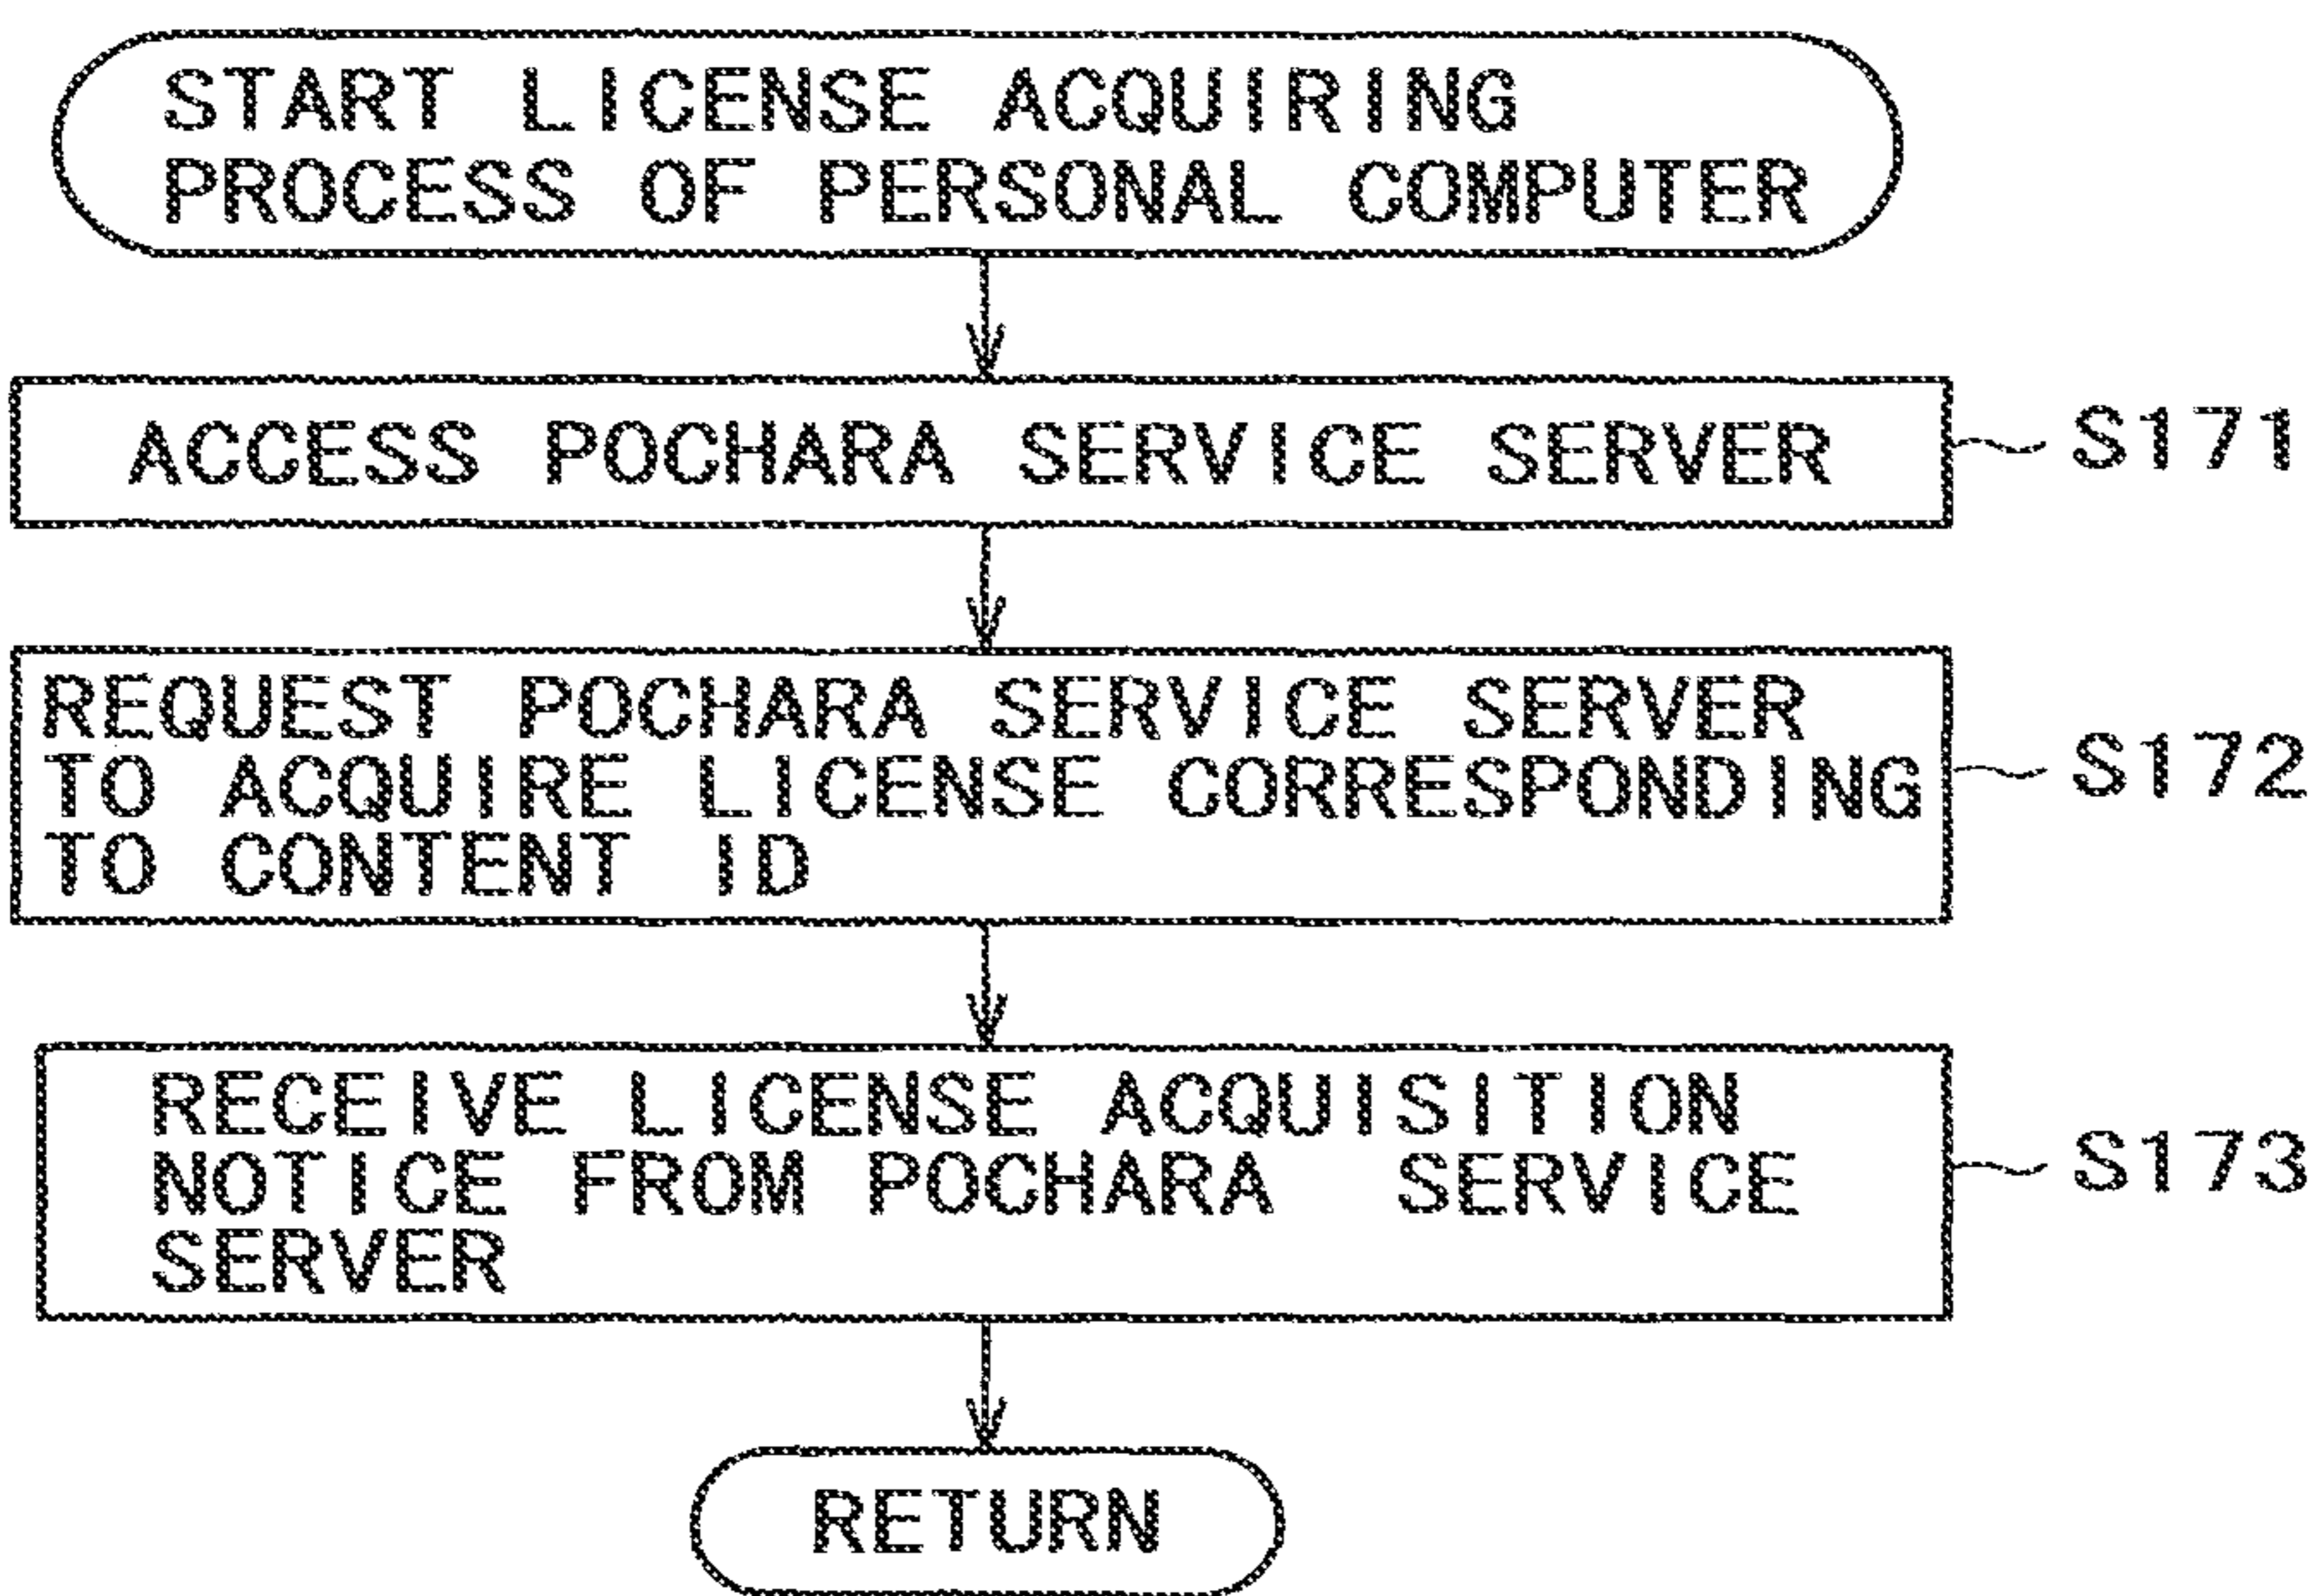 START LICENSE ACQUIRING
PROCESS OF PERSONAL COMPUTER
ACCESS POCHARA SERVICE SERVER
S171
REQUEST POCHARA SERVICE SERVER
TO ACQUIRE LICENSE CORRESPONDING
TO CONTENT ID
S172
RECEIVE LICENSE ACQUISITION
NOTICE FROM POCHARA SERVICE
SERVER
S173
RETURN